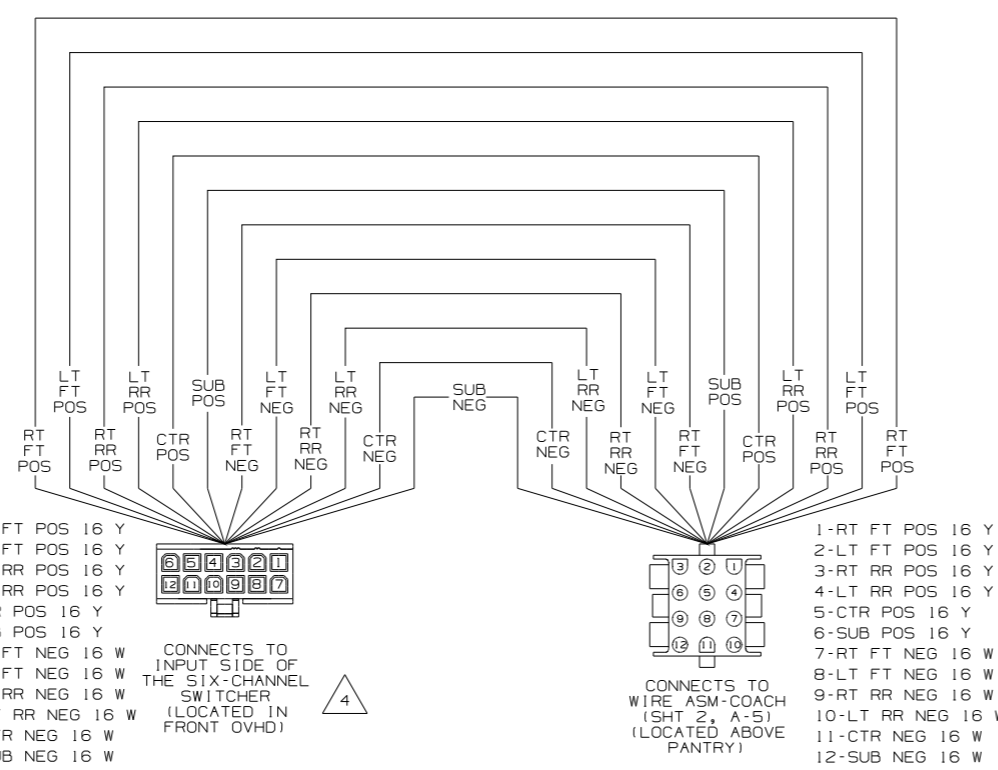 LT FT POS
LT RR POS
SUB POS
LT FT NEG
LT RR NEG
SUB NEG
LT RR NEG
LT FT NEG
SUB POS
LT RR POS
LT FT POS
RT FT POS
RT RR POS
CTR POS
RT FT NEG
RT RR NEG
CTR NEG
CTR NEG
RT RR NEG
RT FT NEG
CTR POS
RT RR POS
RT FT POS
FT POS 16 Y
FT POS 16 Y
RR POS 16 Y
RR POS 16 Y
POS 16 Y
POS 16 Y
FT NEG 16 W
FT NEG 16 W
RR NEG 16 W
RR NEG 16 W
NEG 16 W
NEG 16 W
6 5 4 3 2 1
12 11 10 9 8 7
CONNECTS TO
INPUT SIDE OF
THE SIX-CHANNEL
SWITCHER
(LOCATED IN
FRONT OVHD)
4
3 2 1
6 5 4
9 8 7
12 11 10
CONNECTS TO
WIRE ASM-COACH
(SHT 2, A-5)
(LOCATED ABOVE
PANTRY)
1-RT FT POS 16 Y
2-LT FT POS 16 Y
3-RT RR POS 16 Y
4-LT RR POS 16 Y
5-CTR POS 16 Y
6-SUB POS 16 Y
7-RT FT NEG 16 W
8-LT FT NEG 16 W
9-RT RR NEG 16 W
10-LT RR NEG 16 W
11-CTR NEG 16 W
12-SUB NEG 16 W